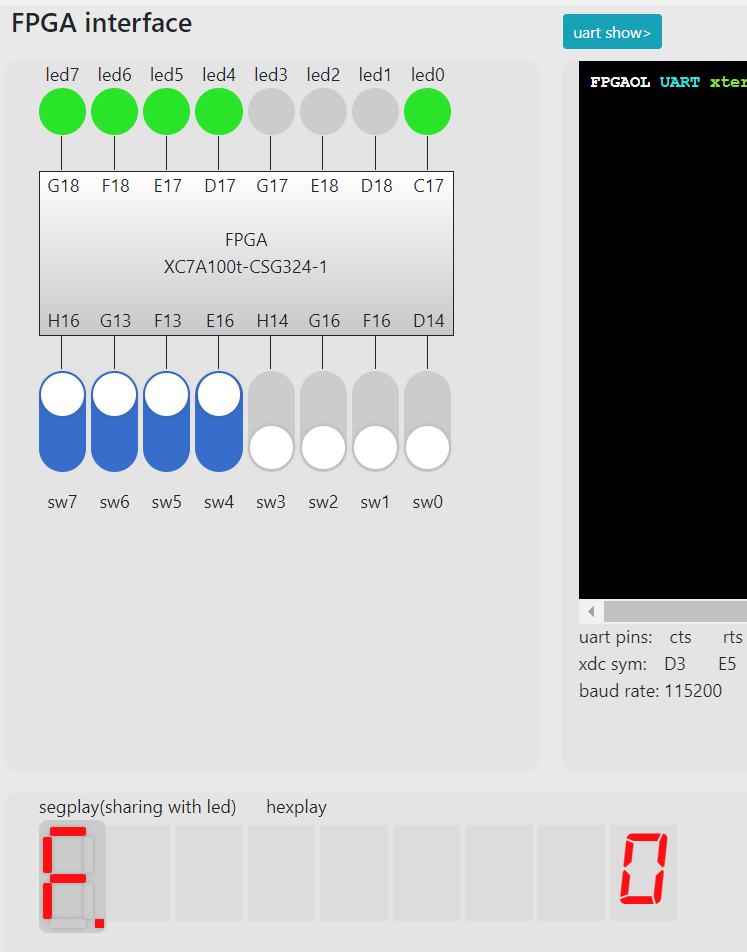 FPGA interface
uart show>
led7 led6 led5 led4 led3 led2 led1 led0
FPGAOL UART xter
G18 F18 E17 D17 G17 E18 D18 C17
FPGA
XC7A100t-CSG324-1
H16 G13 F13 E16 H14 G16 F16 D14
sw7 sw6 sw5 sw4 sw3 sw2 sw1 sw0
uart pins: cts rts
xdc sym: D3 E5
baud rate: 115200
segplay(sharing with led) hexplay
F. 0